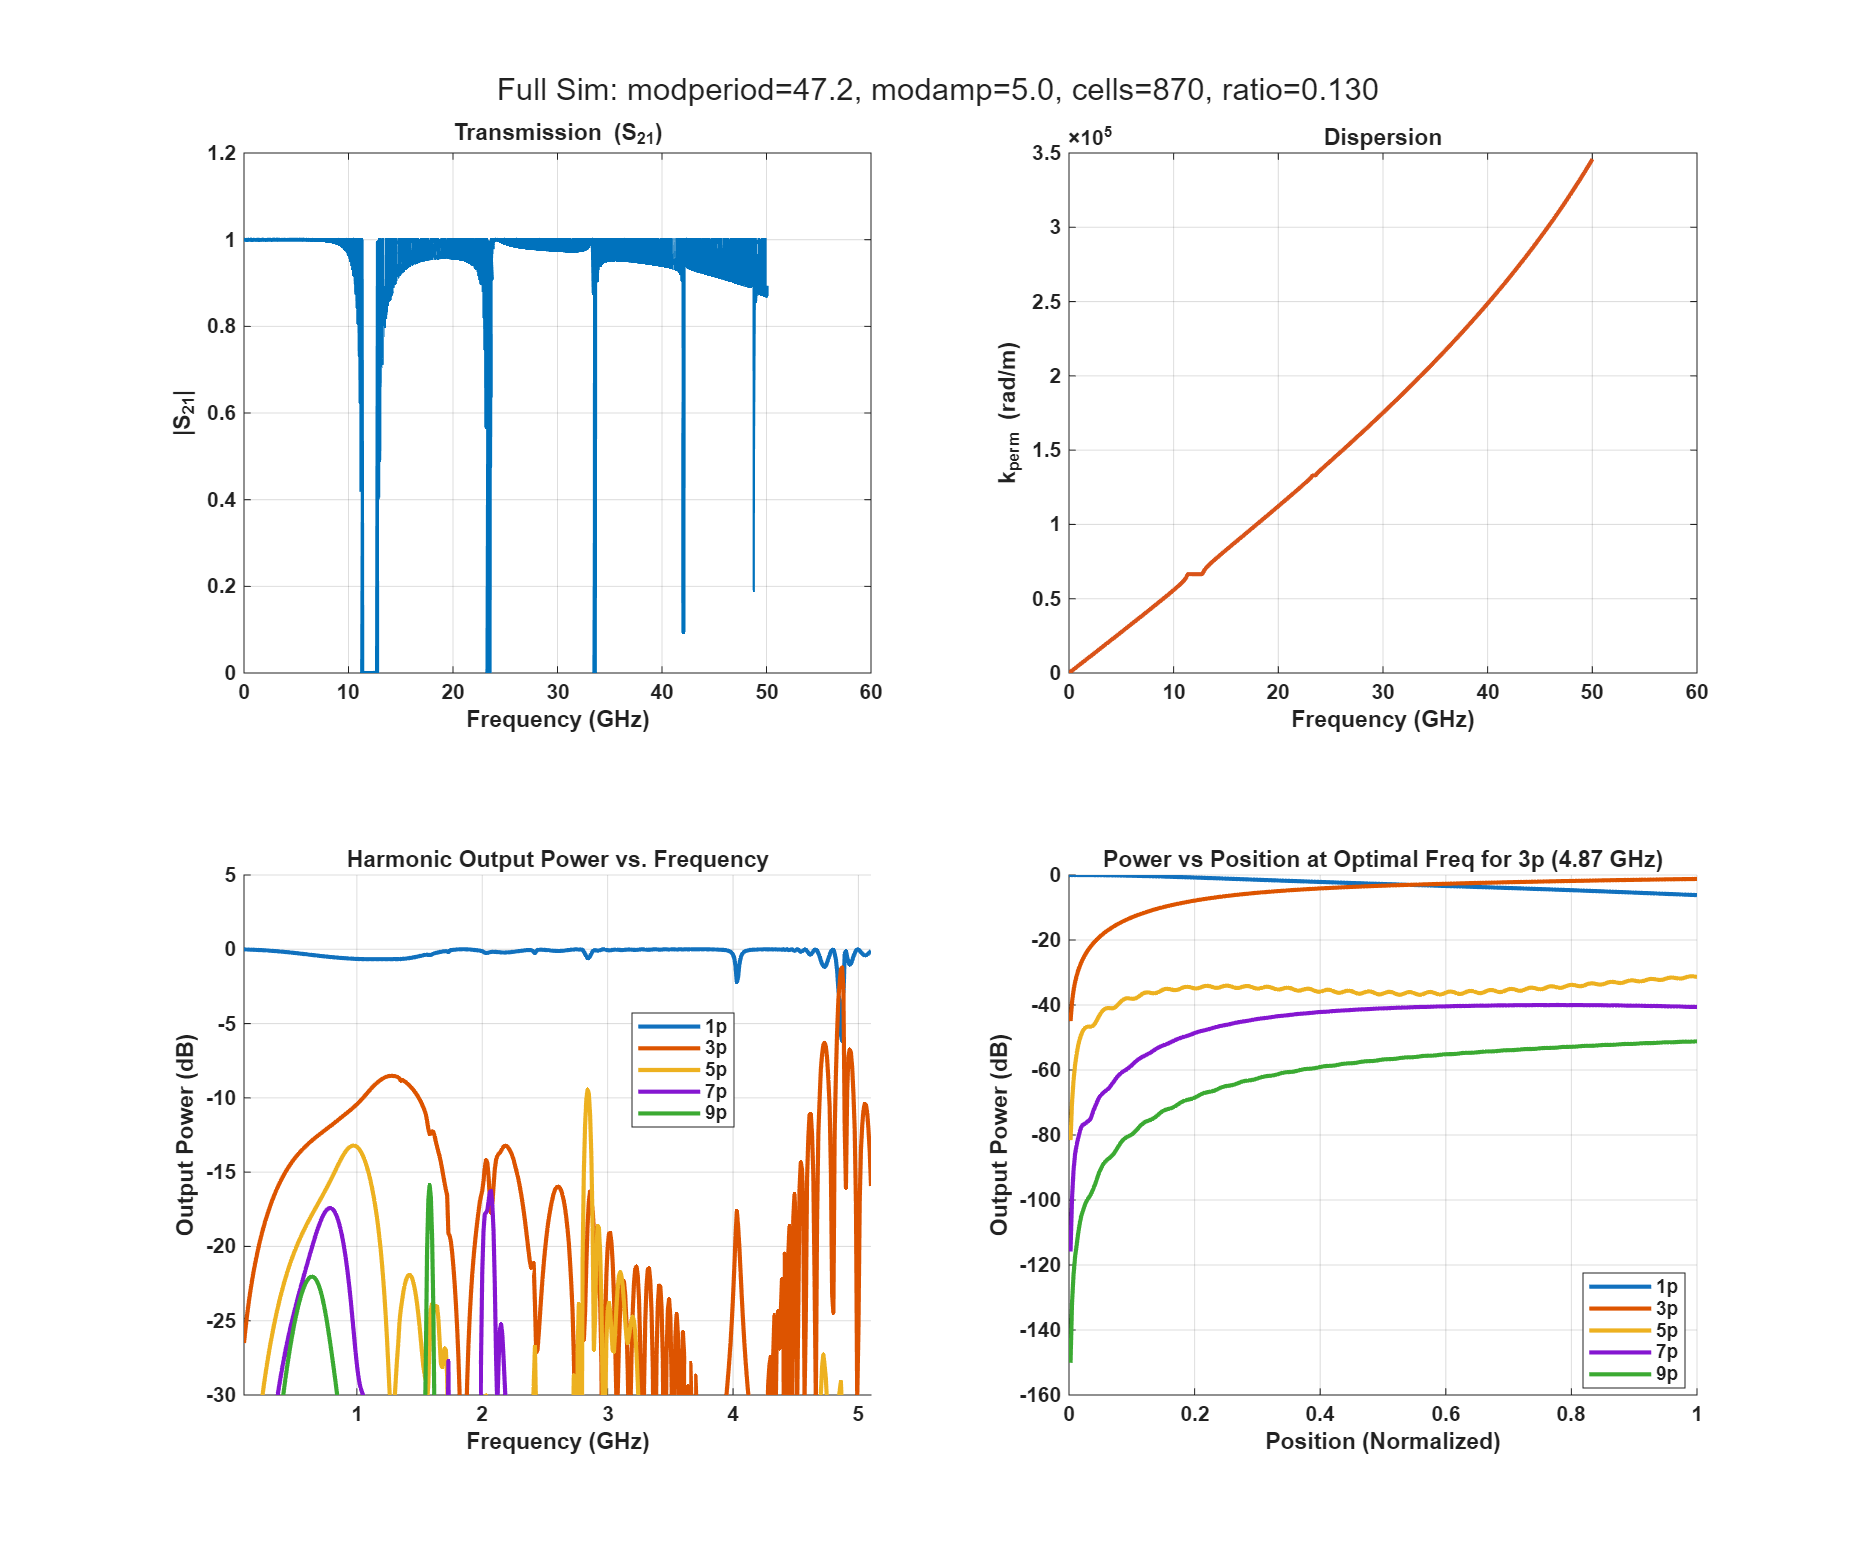 Full Sim: modperiod=47.2, modamp=5.0, cells=870, ratio=0.130
Transmission (S21)
1.2
1
0.8
0.6
0.4
0.2
0
|S21|
0 10 20 30 40 50 60
Frequency (GHz)
×10^5
Dispersion
3.5
3
2.5
2
1.5
1
0.5
0
kperm (rad/m)
0 10 20 30 40 50 60
Frequency (GHz)
Harmonic Output Power vs. Frequency
5
0
-5
-10
-15
-20
-25
-30
Output Power (dB)
1p
3p
5p
7p
9p
1 2 3 4 5
Frequency (GHz)
Power vs Position at Optimal Freq for 3p (4.87 GHz)
0
-20
-40
-60
-80
-100
-120
-140
-160
Output Power (dB)
1p
3p
5p
7p
9p
0 0.2 0.4 0.6 0.8 1
Position (Normalized)